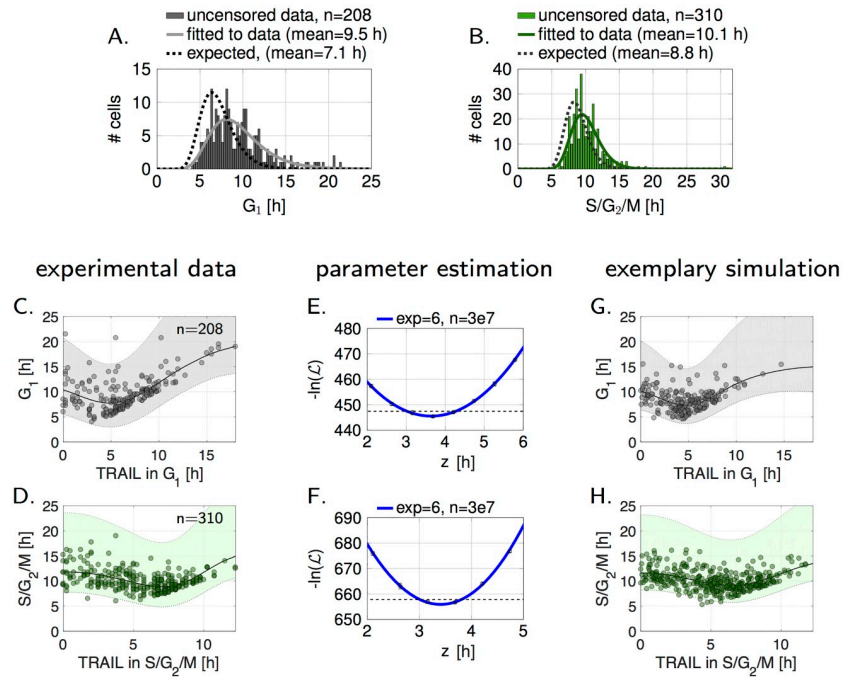 A.
uncensored data, n=208
fitted to data (mean=9.5 h)
expected, (mean=7.1 h)
15
10
5
0
# cells
0 5 10 15 20 25
G₁ [h]
B.
uncensored data, n=310
fitted to data (mean=10.1 h)
expected (mean=8.8 h)
40
30
20
10
0
# cells
0 10 20 30
S/G₂/M [h]
experimental data
parameter estimation
exemplary simulation
C.
n=208
25
20
15
10
5
0
G₁ [h]
0 5 10 15
TRAIL in G₁ [h]
E.
exp=6, n=3e7
480
470
460
450
440
-ln(ℒ)
2 3 4 5 6
z [h]
G.
25
20
15
10
5
0
G₁ [h]
0 5 10 15
TRAIL in G₁ [h]
D.
n=310
25
20
15
10
5
0
S/G₂/M [h]
0 5 10
TRAIL in S/G₂/M [h]
F.
exp=6, n=3e7
690
680
670
660
650
-ln(ℒ)
2 3 4 5
z [h]
H.
25
20
15
10
5
0
S/G₂/M [h]
0 5 10
TRAIL in S/G₂/M [h]